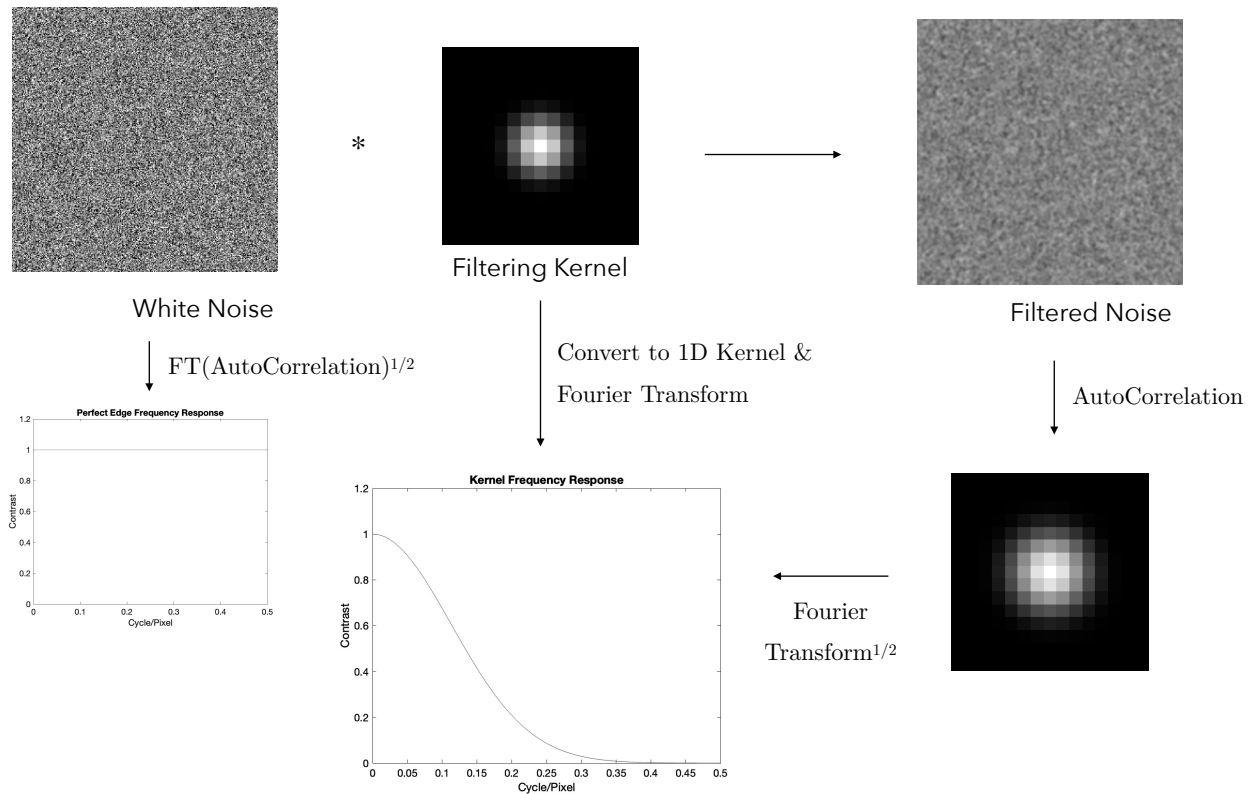 *
Filtering Kernel
White Noise
Filtered Noise
FT(AutoCorrelation)1/2
Convert to 1D Kernel &
Fourier Transform
AutoCorrelation
Perfect Edge Frequency Response
1.2
1
0.8
0.6
0.4
0.2
0
Contrast
0 0.1 0.2 0.3 0.4 0.5
Cycle/Pixel
Kernel Frequency Response
1.2
1
0.8
0.6
0.4
0.2
0
Contrast
0 0.05 0.1 0.15 0.2 0.25 0.3 0.35 0.4 0.45 0.5
Cycle/Pixel
Fourier
Transform1/2